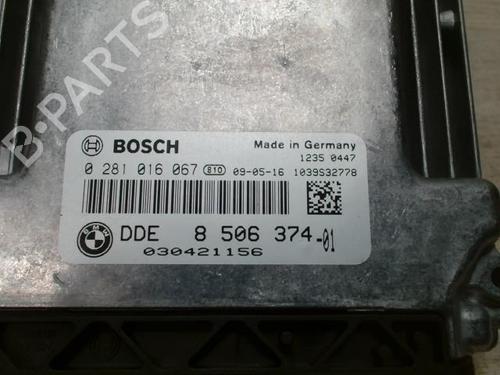 B-PARTS
BOSCH
Made in Germany
1235 0447
0 281 016 067 810 09-05-16 1039S32778
BMW
DDE 8 506 374-01
030421156